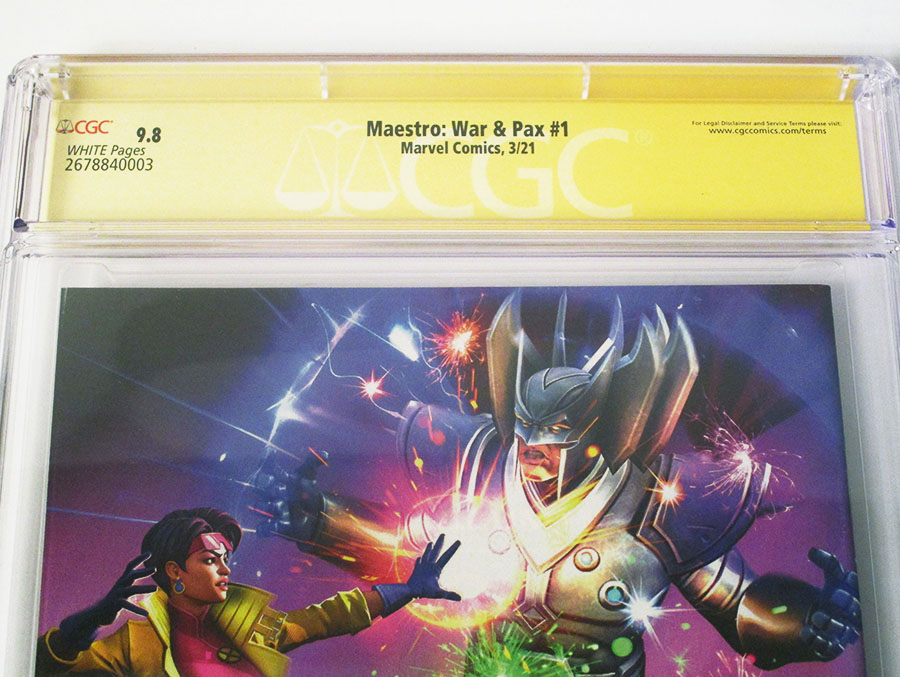 CGC
9.8
WHITE Pages
2678840003
Maestro: War & Pax #1
Marvel Comics, 3/21
For Legal Disclaimer and Service Terms please visit:
www.cgccomics.com/terms
CGC®